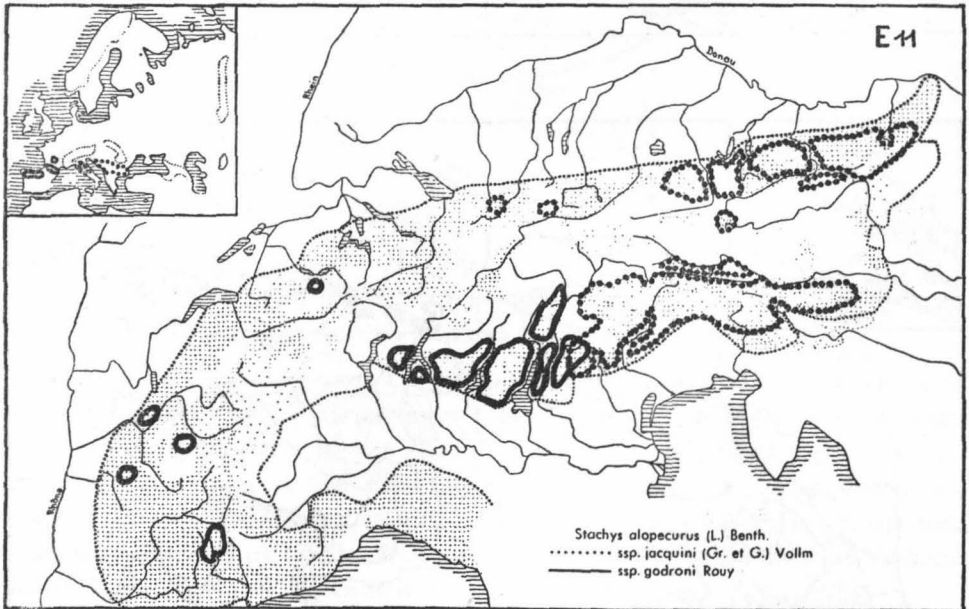 E 11
Donau
Rhein
Rhône
Stachys alopecurus (L.) Benth.
ssp. jacquini (Gr. et G.) Vollm
ssp. godroni Rouy